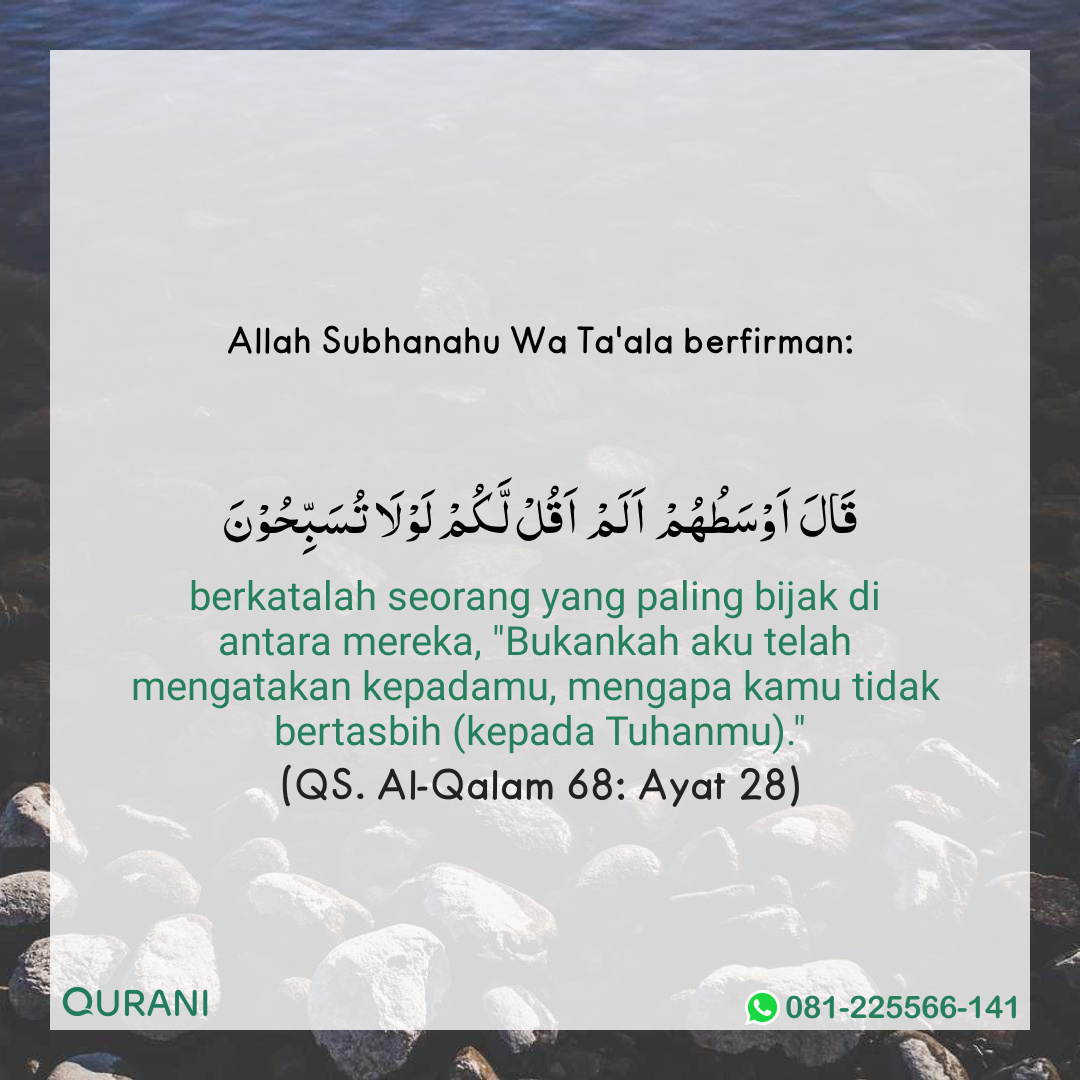 Allah Subhanahu Wa Ta'ala berfirman:
قَالَ اَوْسَطُهُمْ اَلَمْ اَقُلْ لَّكُمْ لَوْلَا تُسَبِّحُوْنَ
berkatalah seorang yang paling bijak di
antara mereka, "Bukankah aku telah
mengatakan kepadamu, mengapa kamu tidak
bertasbih (kepada Tuhanmu)."
(QS. Al-Qalam 68: Ayat 28)
QURANI
081-225566-141